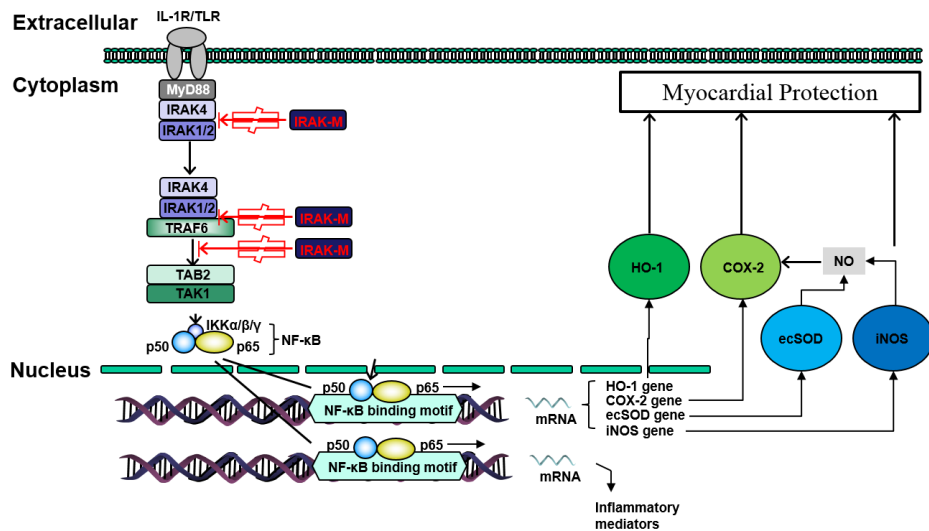 Extracellular
IL-1R/TLR
Cytoplasm
MyD88
IRAK4
IRAK1/2
IRAK-M
Myocardial Protection
IRAK4
IRAK1/2
TRAF6
IRAK-M
IRAK-M
TAB2
TAK1
HO-1
COX-2
NO
ecSOD
iNOS
IKKα/β/γ
p50
p65
NF-κB
Nucleus
p50
p65
NF-κB binding motif
mRNA
HO-1 gene
COX-2 gene
ecSOD gene
iNOS gene
p50
p65
NF-κB binding motif
mRNA
Inflammatory
mediators